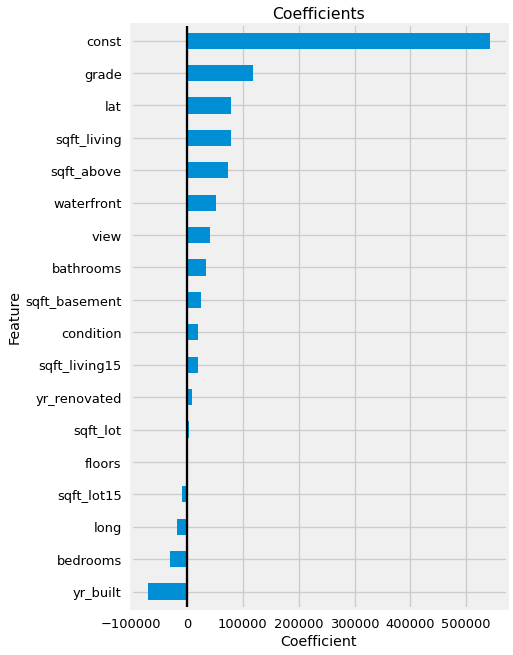 Coefficients
const
grade
lat
sqft_living
sqft_above
waterfront
view
bathrooms
sqft_basement
condition
sqft_living15
yr_renovated
sqft_lot
floors
sqft_lot15
long
bedrooms
yr_built
Feature
−100000 0 100000 200000 300000 400000 500000
Coefficient